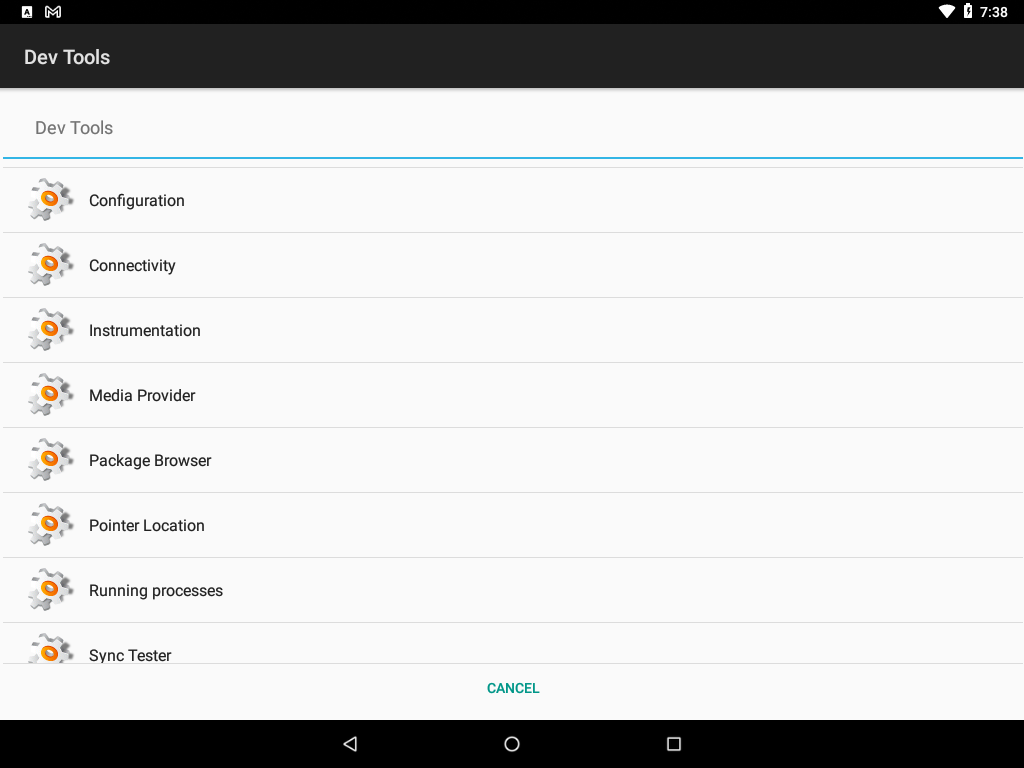 7:38
Dev Tools
Dev Tools
Configuration
Connectivity
Instrumentation
Media Provider
Package Browser
Pointer Location
Running processes
Sync Tester
CANCEL